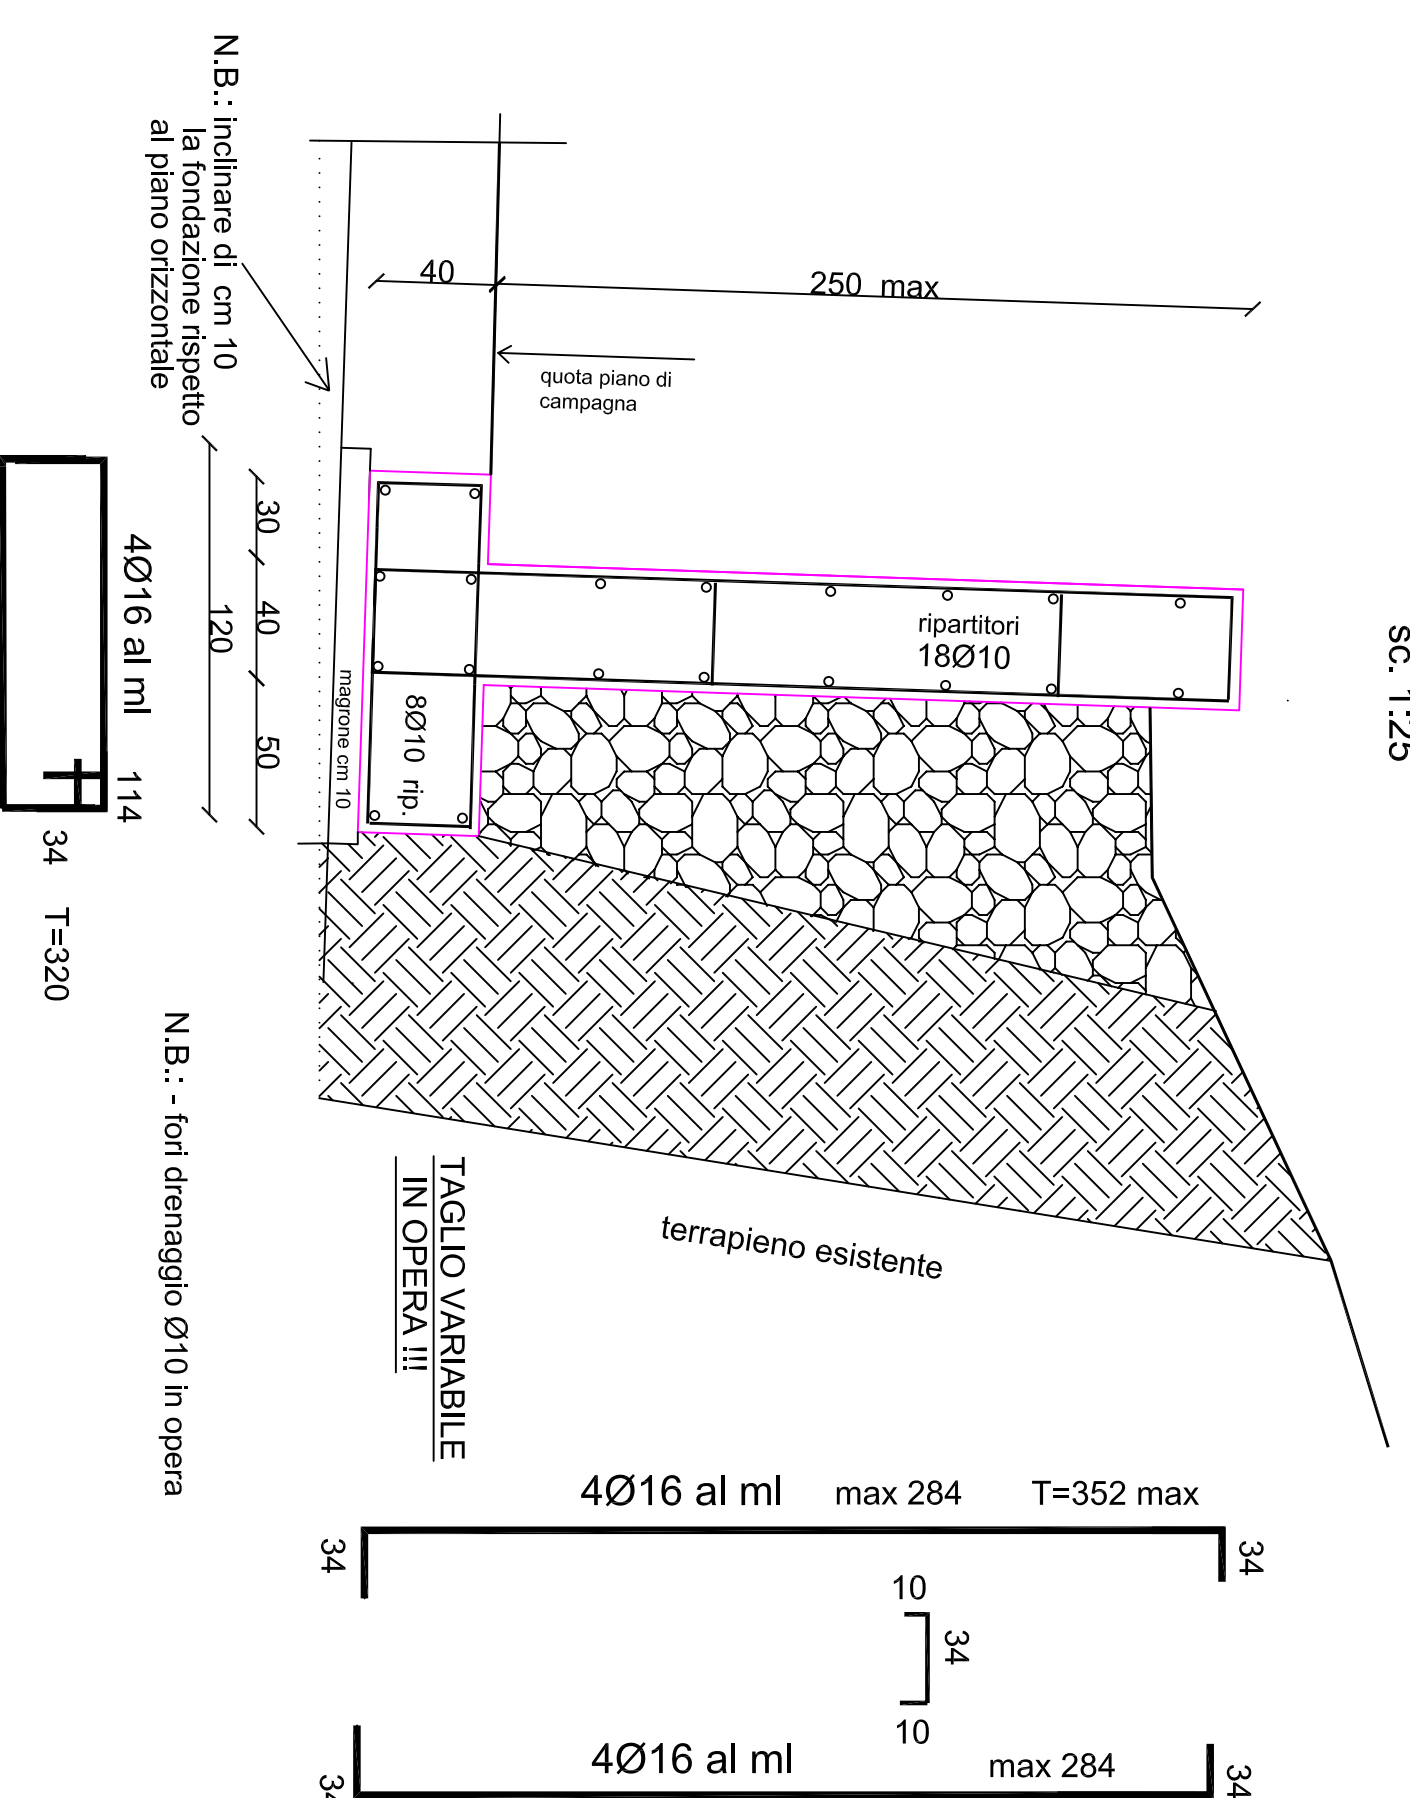 sc. 1:25
N.B.: inclinare di cm 10
la fondazione rispetto
al piano orizzontale
40
250 max
quota piano di
campagna
30
40
50
120
magrone cm 10
8Ø10 rip.
ripartitori
18Ø10
4Ø16 al ml
114
34
T=320
N.B.: - fori drenaggio Ø10 in opera
TAGLIO VARIABILE
IN OPERA !!!
terrapieno esistente
4Ø16 al ml max 284 T=352 max
34
34
10
34
10
4Ø16 al ml max 284
34
34